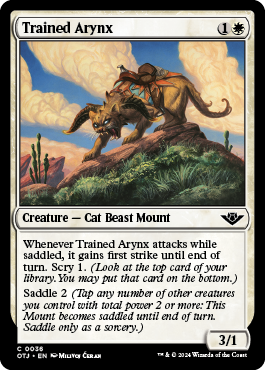 Trained Arynx 1
Creature — Cat Beast Mount
Whenever Trained Arynx attacks while
saddled, it gains first strike until end of
turn. Scry 1. (Look at the top card of your
library. You may put that card on the bottom.)
Saddle 2 (Tap any number of other creatures
you control with total power 2 or more: This
Mount becomes saddled until end of turn.
Saddle only as a sorcery.)
3/1
C 0036
OTJ • EN Milivoj Ćeran
™ & © 2024 Wizards of the Coast